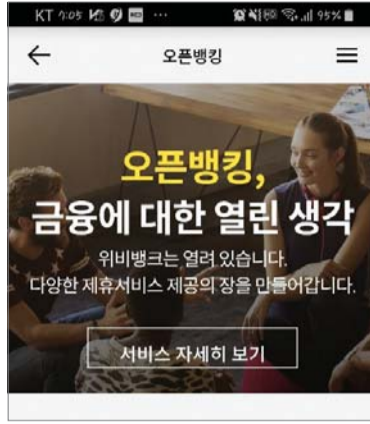 KT 7:05 ... 95%
오픈뱅킹
오픈뱅킹,
금융에 대한 열린 생각
위비뱅크는 열려 있습니다.
다양한 제휴서비스 제공의 장을 만들어갑니다.
서비스 자세히 보기